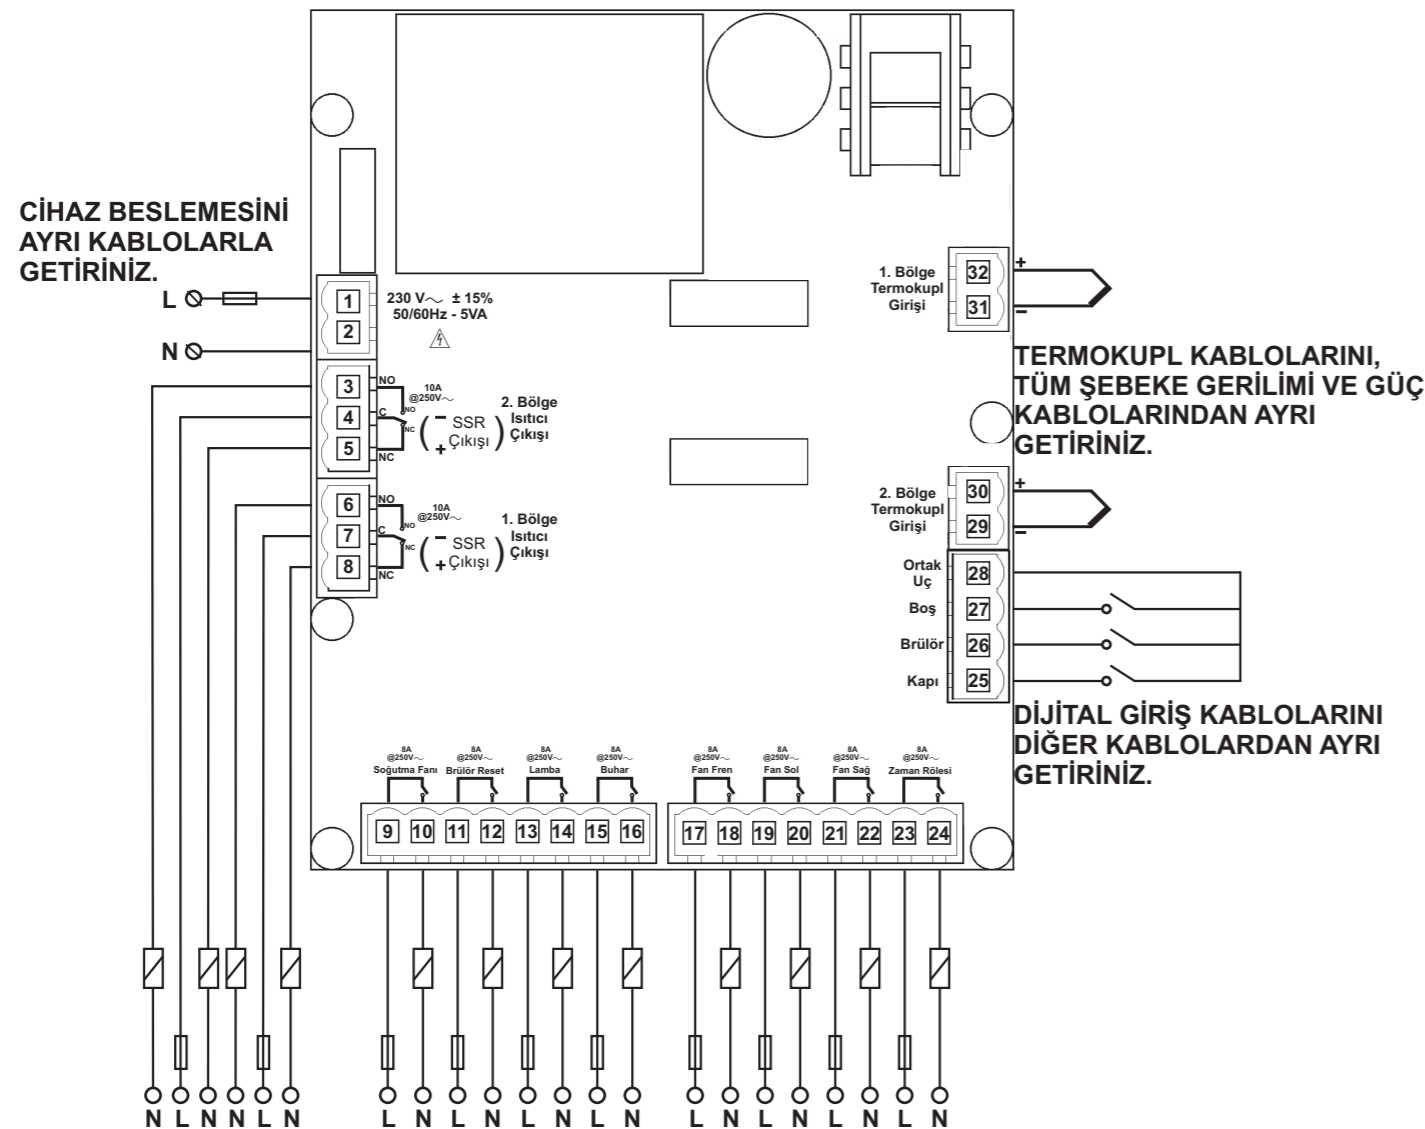 CİHAZ BESLEMESİNİ
AYRI KABLOLARLA
GETİRİNİZ.
L
N
1
2
230 V～ ± 15%
50/60Hz - 5VA
3
4
5
NO
C
NC
10A
@250V～
NO
NC
( - SSR
+ Çıkışı )
2. Bölge
Isıtıcı
Çıkışı
6
7
8
NO
C
NC
10A
@250V～
NO
NC
( - SSR
+ Çıkışı )
1. Bölge
Isıtıcı
Çıkışı
1. Bölge
Termokupl
Girişi
32
31
+
-
TERMOKUPL KABLOLARINI,
TÜM ŞEBEKE GERİLİMİ VE GÜÇ
KABLOLARINDAN AYRI
GETİRİNİZ.
2. Bölge
Termokupl
Girişi
30
29
+
-
Ortak
Uç
28
Boş
27
Brülör
26
Kapı
25
DİJİTAL GİRİŞ KABLOLARINI
DİĞER KABLOLARDAN AYRI
GETİRİNİZ.
8A 8A 8A 8A 8A 8A 8A 8A
@250V～ @250V～ @250V～ @250V～ @250V～ @250V～ @250V～ @250V～
Soğutma Fanı Brülör Reset Lamba Buhar Fan Fren Fan Sol Fan Sağ Zaman Rölesi
9 10 11 12 13 14 15 16 17 18 19 20 21 22 23 24
N L N N L N L N L N L N L N L N L N L N L N